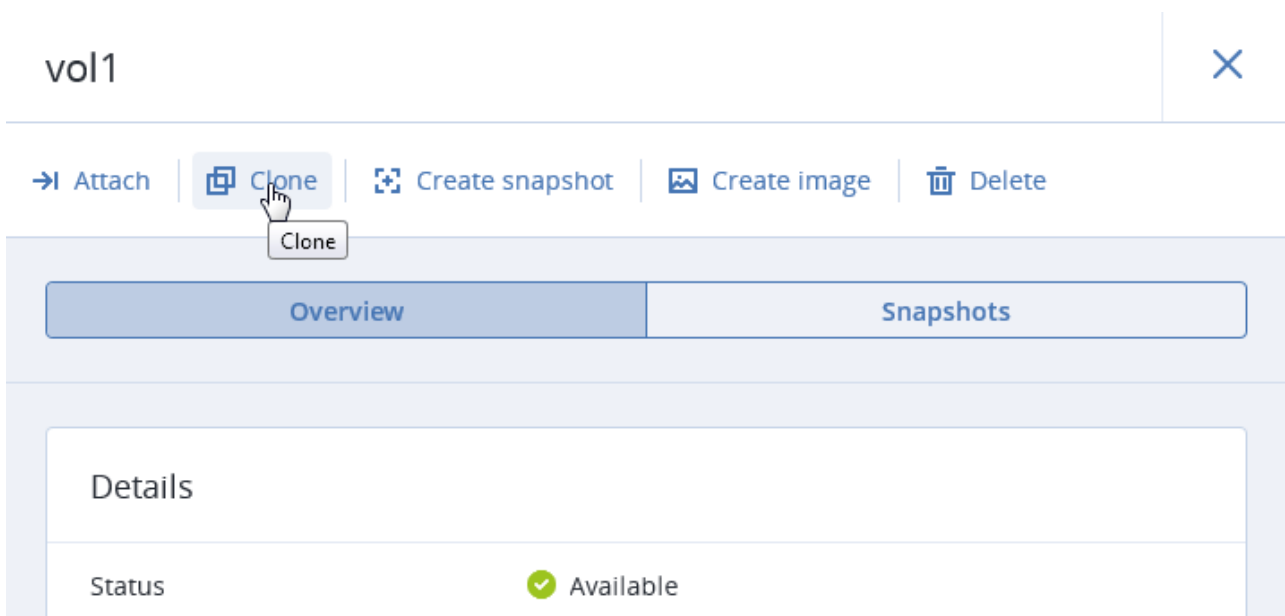 vol1
Attach Clone Create snapshot Create image Delete
Clone
Overview Snapshots
Details
Status Available